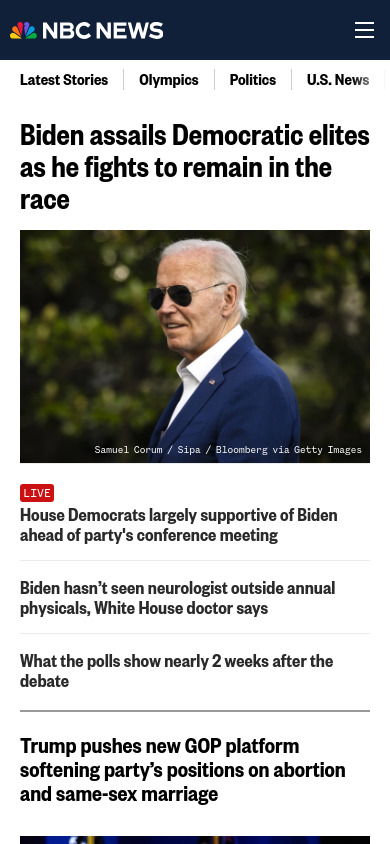 NBC NEWS
Latest Stories
Olympics
Politics
U.S. News
Biden assails Democratic elites
as he fights to remain in the
race
Samuel Corum / Sipa / Bloomberg via Getty Images
LIVE
House Democrats largely supportive of Biden
ahead of party's conference meeting
Biden hasn’t seen neurologist outside annual
physicals, White House doctor says
What the polls show nearly 2 weeks after the
debate
Trump pushes new GOP platform
softening party’s positions on abortion
and same-sex marriage